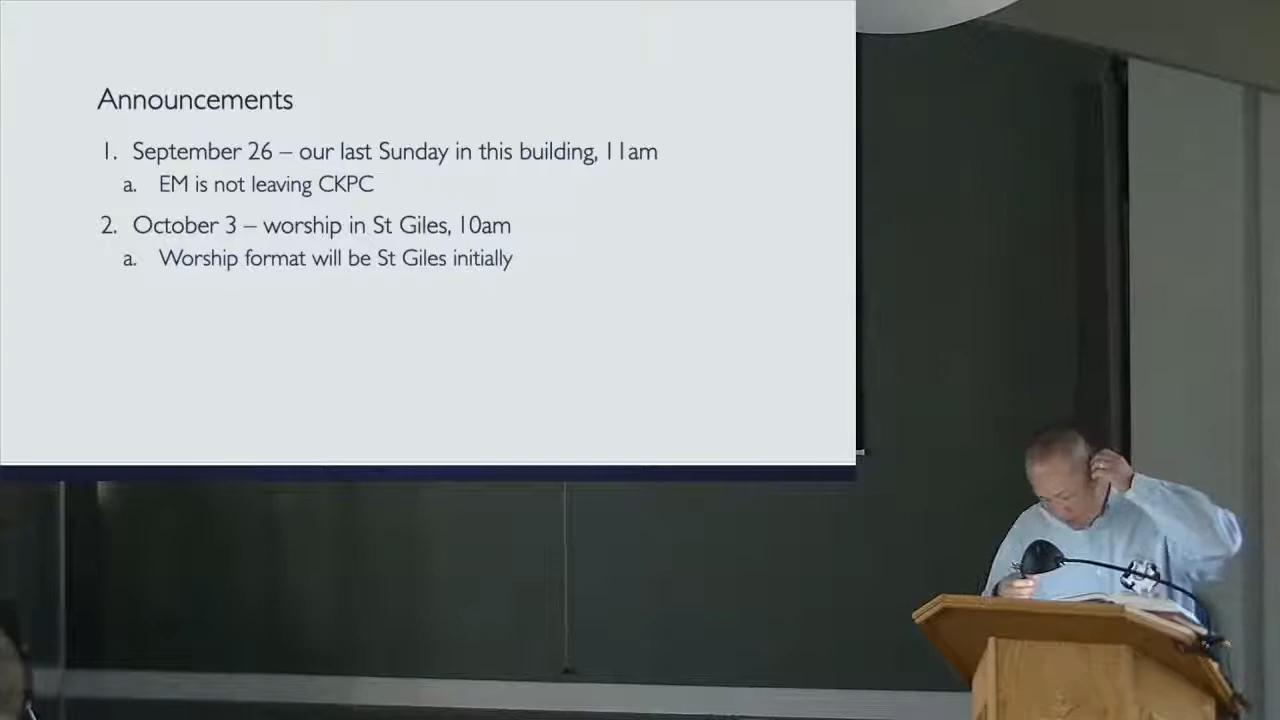 Announcements
1. September 26 – our last Sunday in this building, 11am
a. EM is not leaving CKPC
2. October 3 – worship in St Giles, 10am
a. Worship format will be St Giles initially